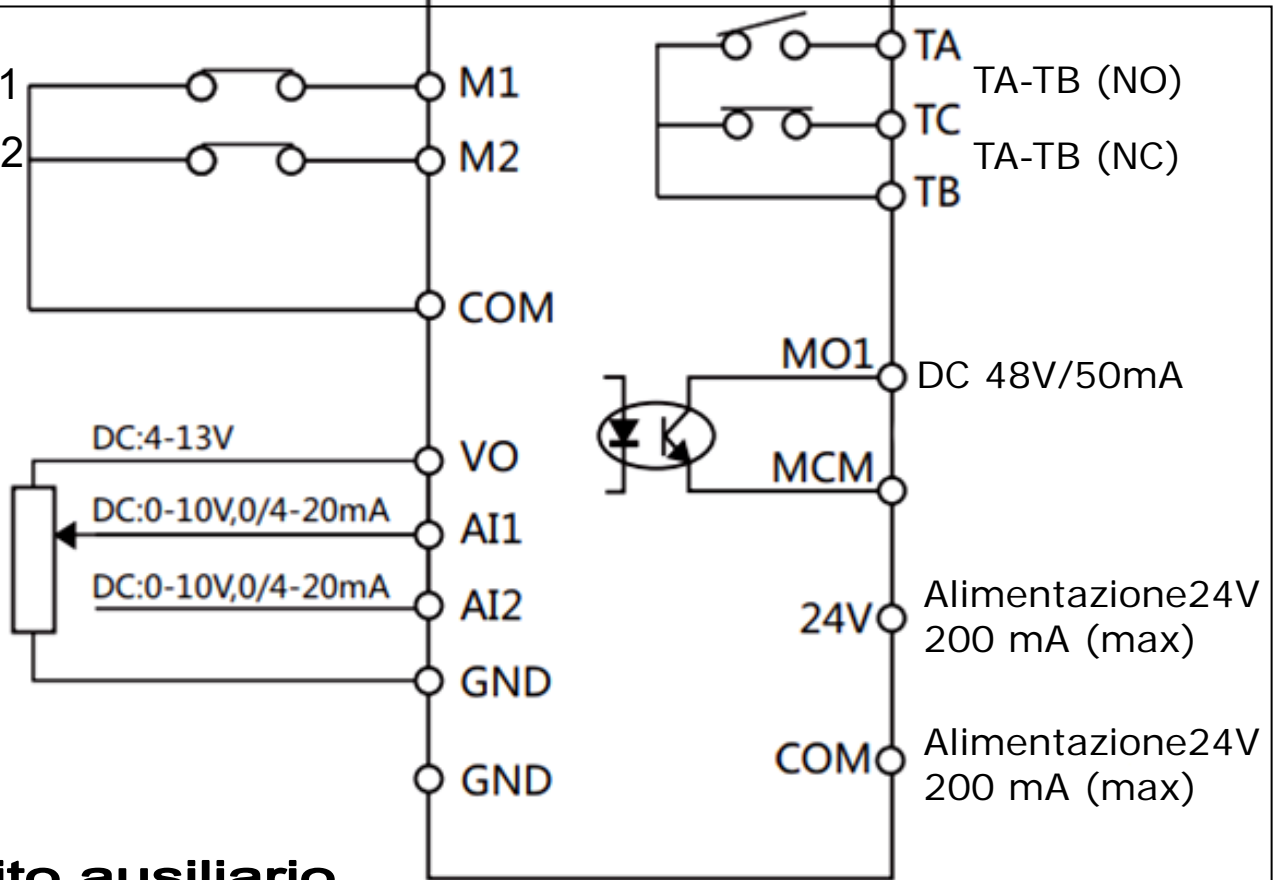 1
M1
2
M2
COM
DC:4-13V
VO
DC:0-10V,0/4-20mA
AI1
DC:0-10V,0/4-20mA
AI2
GND
GND
TA
TA-TB (NO)
TC
TA-TB (NC)
TB
MO1
DC 48V/50mA
MCM
24V
Alimentazione24V
200 mA (max)
COM
Alimentazione24V
200 mA (max)
ausiliario